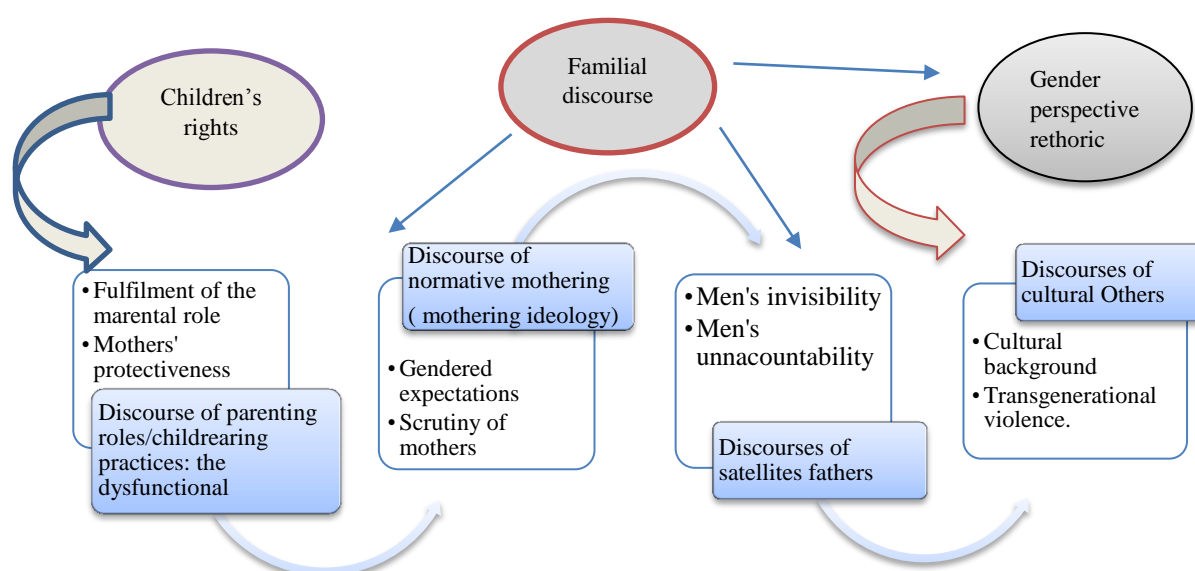 Children's
rights
Familial
discourse
Gender
perspective
rethoric
• Fulfilment of the
marental role
• Mothers'
protectiveness
Discourse of parenting
roles/childrearing
practices: the
dysfunctional
Discourse of
normative mothering
( mothering ideology)
• Gendered
expectations
• Scrutiny of
mothers
• Men's invisibility
• Men's
unnacountability
Discourses of
satellites fathers
Discourses of
cultural Others
• Cultural
background
• Transgenerational
violence.